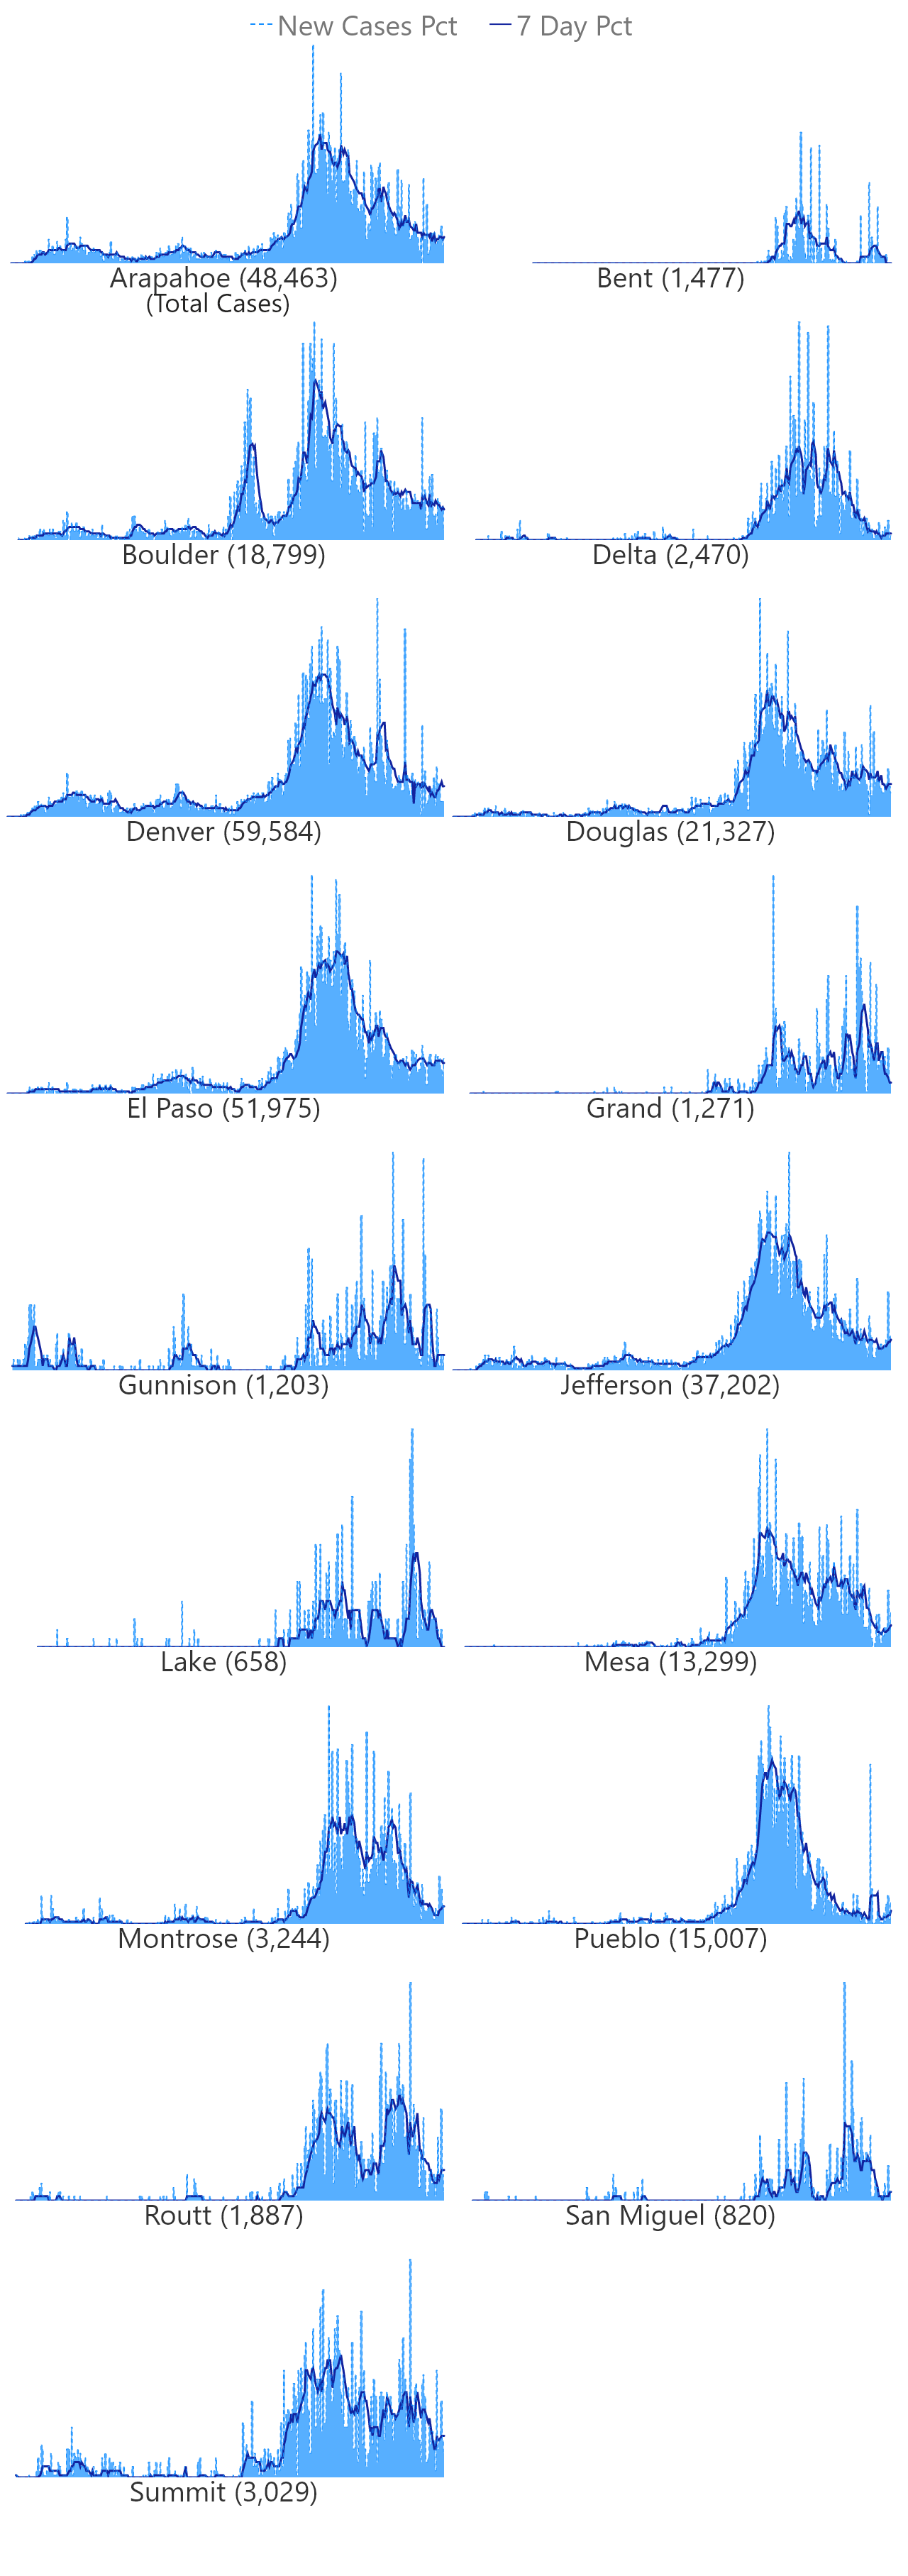 New Cases Pct 7 Day Pct
Arapahoe (48,463)
(Total Cases)
Bent (1,477)
Boulder (18,799)
Delta (2,470)
Denver (59,584)
Douglas (21,327)
El Paso (51,975)
Grand (1,271)
Gunnison (1,203)
Jefferson (37,202)
Lake (658)
Mesa (13,299)
Montrose (3,244)
Pueblo (15,007)
Routt (1,887)
San Miguel (820)
Summit (3,029)